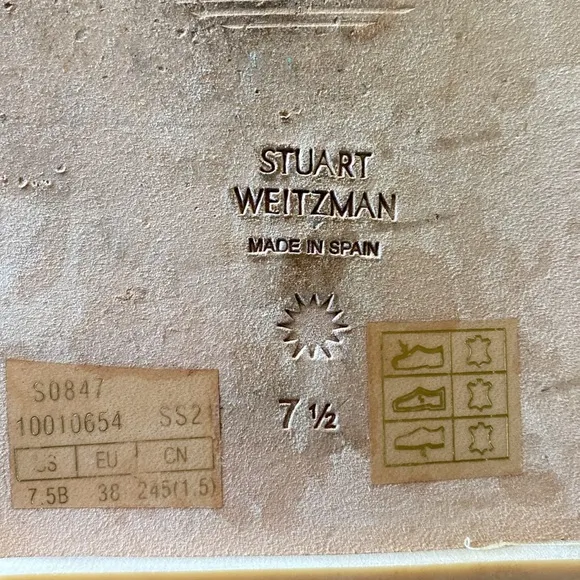 STUART
WEITZMAN
MADE IN SPAIN
7 ½
S0847
10010654 SS21
US EU CN
7.5B 38 245(1.5)